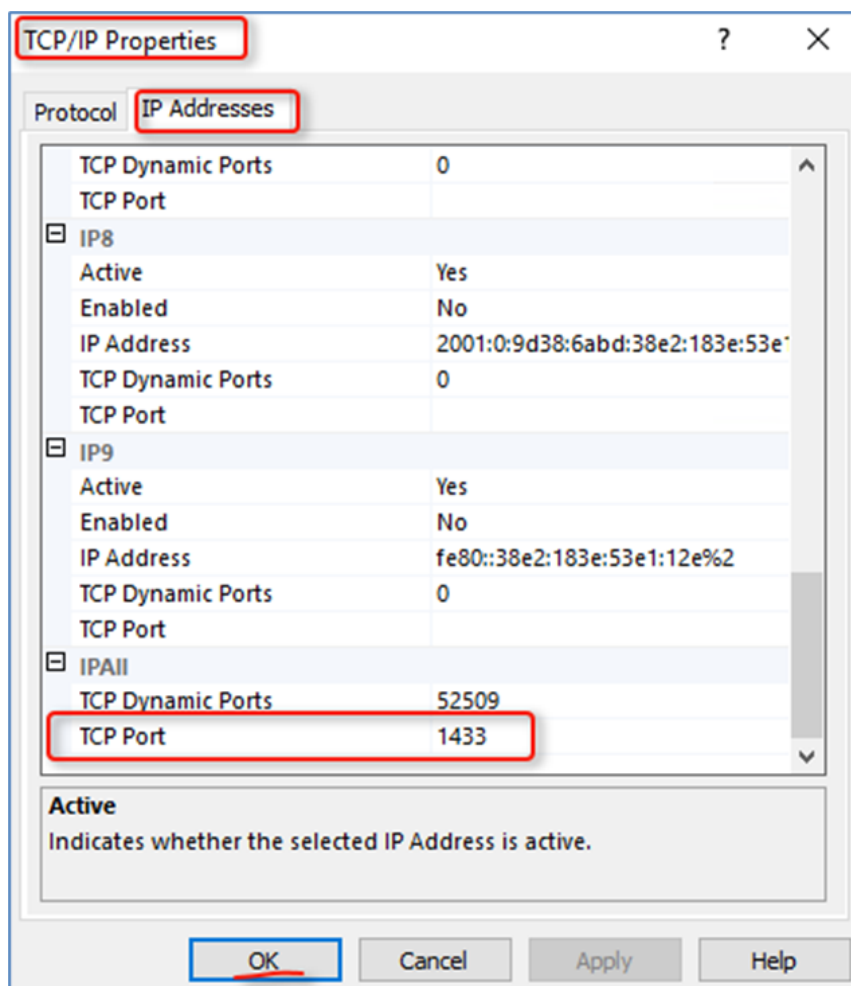 TCP/IP Properties ? ×
Protocol IP Addresses
TCP Dynamic Ports 0
TCP Port
IP8
Active Yes
Enabled No
IP Address 2001:0:9d38:6abd:38e2:183e:53e1
TCP Dynamic Ports 0
TCP Port
IP9
Active Yes
Enabled No
IP Address fe80::38e2:183e:53e1:12e%2
TCP Dynamic Ports 0
TCP Port
IPAll
TCP Dynamic Ports 52509
TCP Port 1433
Active
Indicates whether the selected IP Address is active.
OK Cancel Apply Help